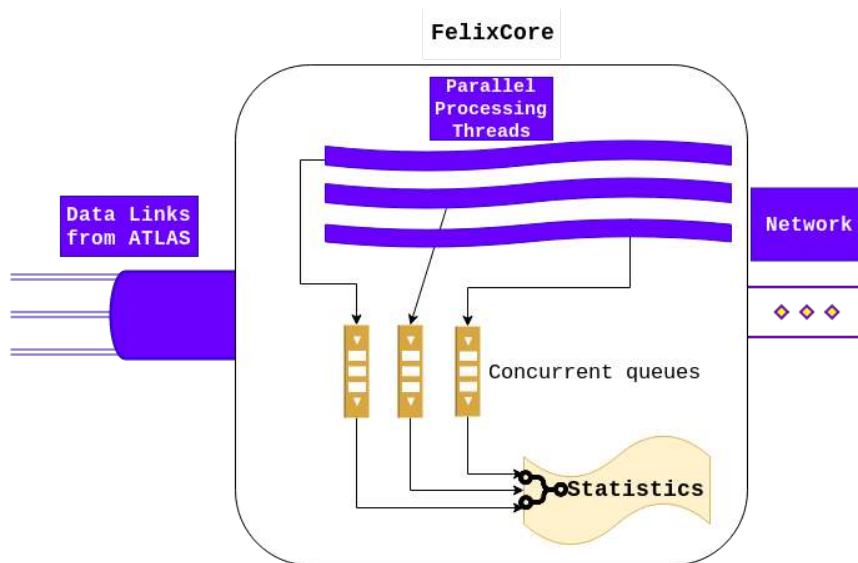 FelixCore
Parallel
Processing
Threads
Data Links
from ATLAS
Network
Concurrent queues
Statistics